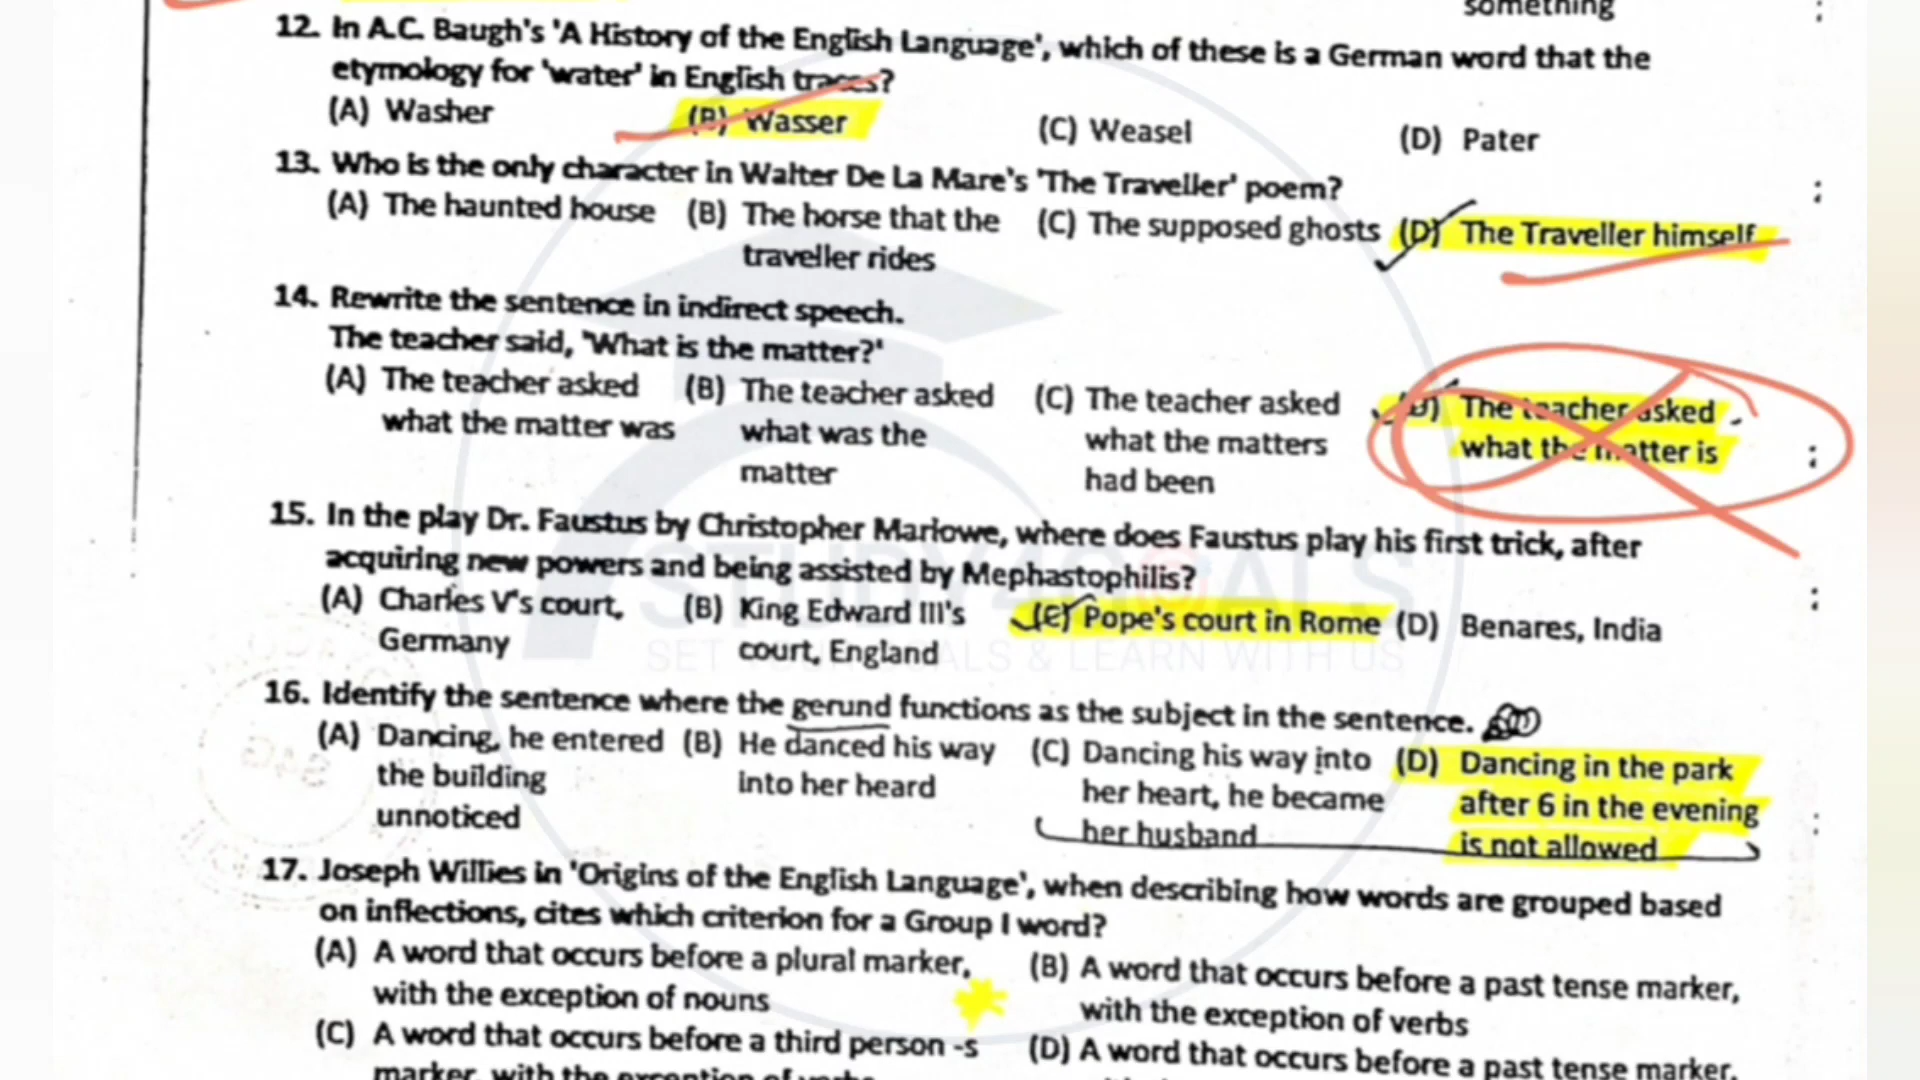 something
12. In A.C. Baugh's 'A History of the English Language', which of these is a German word that the
etymology for 'water' in English traces?
(A) Washer (B) Wasser (C) Weasel (D) Pater
13. Who is the only character in Walter De La Mare's 'The Traveller' poem?
(A) The haunted house (B) The horse that the (C) The supposed ghosts (D) The Traveller himself
traveller rides
14. Rewrite the sentence in indirect speech.
The teacher said, 'What is the matter?'
(A) The teacher asked (B) The teacher asked (C) The teacher asked (D) The teacher asked
what the matter was what was the what the matters what the matter is
matter had been
15. In the play Dr. Faustus by Christopher Marlowe, where does Faustus play his first trick, after
acquiring new powers and being assisted by Mephastophilis?
(A) Charles V's court, (B) King Edward III's (C) Pope's court in Rome (D) Benares, India
Germany court, England
STUDY4GOALS
SET YOUR GOALS & LEARN WITH US
16. Identify the sentence where the gerund functions as the subject in the sentence.
(A) Dancing, he entered (B) He danced his way (C) Dancing his way into (D) Dancing in the park
the building into her heard her heart, he became after 6 in the evening
unnoticed her husband is not allowed
17. Joseph Willies in 'Origins of the English Language', when describing how words are grouped based
on inflections, cites which criterion for a Group I word?
(A) A word that occurs before a plural marker, (B) A word that occurs before a past tense marker,
with the exception of nouns with the exception of verbs
(C) A word that occurs before a third person -s (D) A word that occurs before a past tense marker,
marker, with the exception of verbs